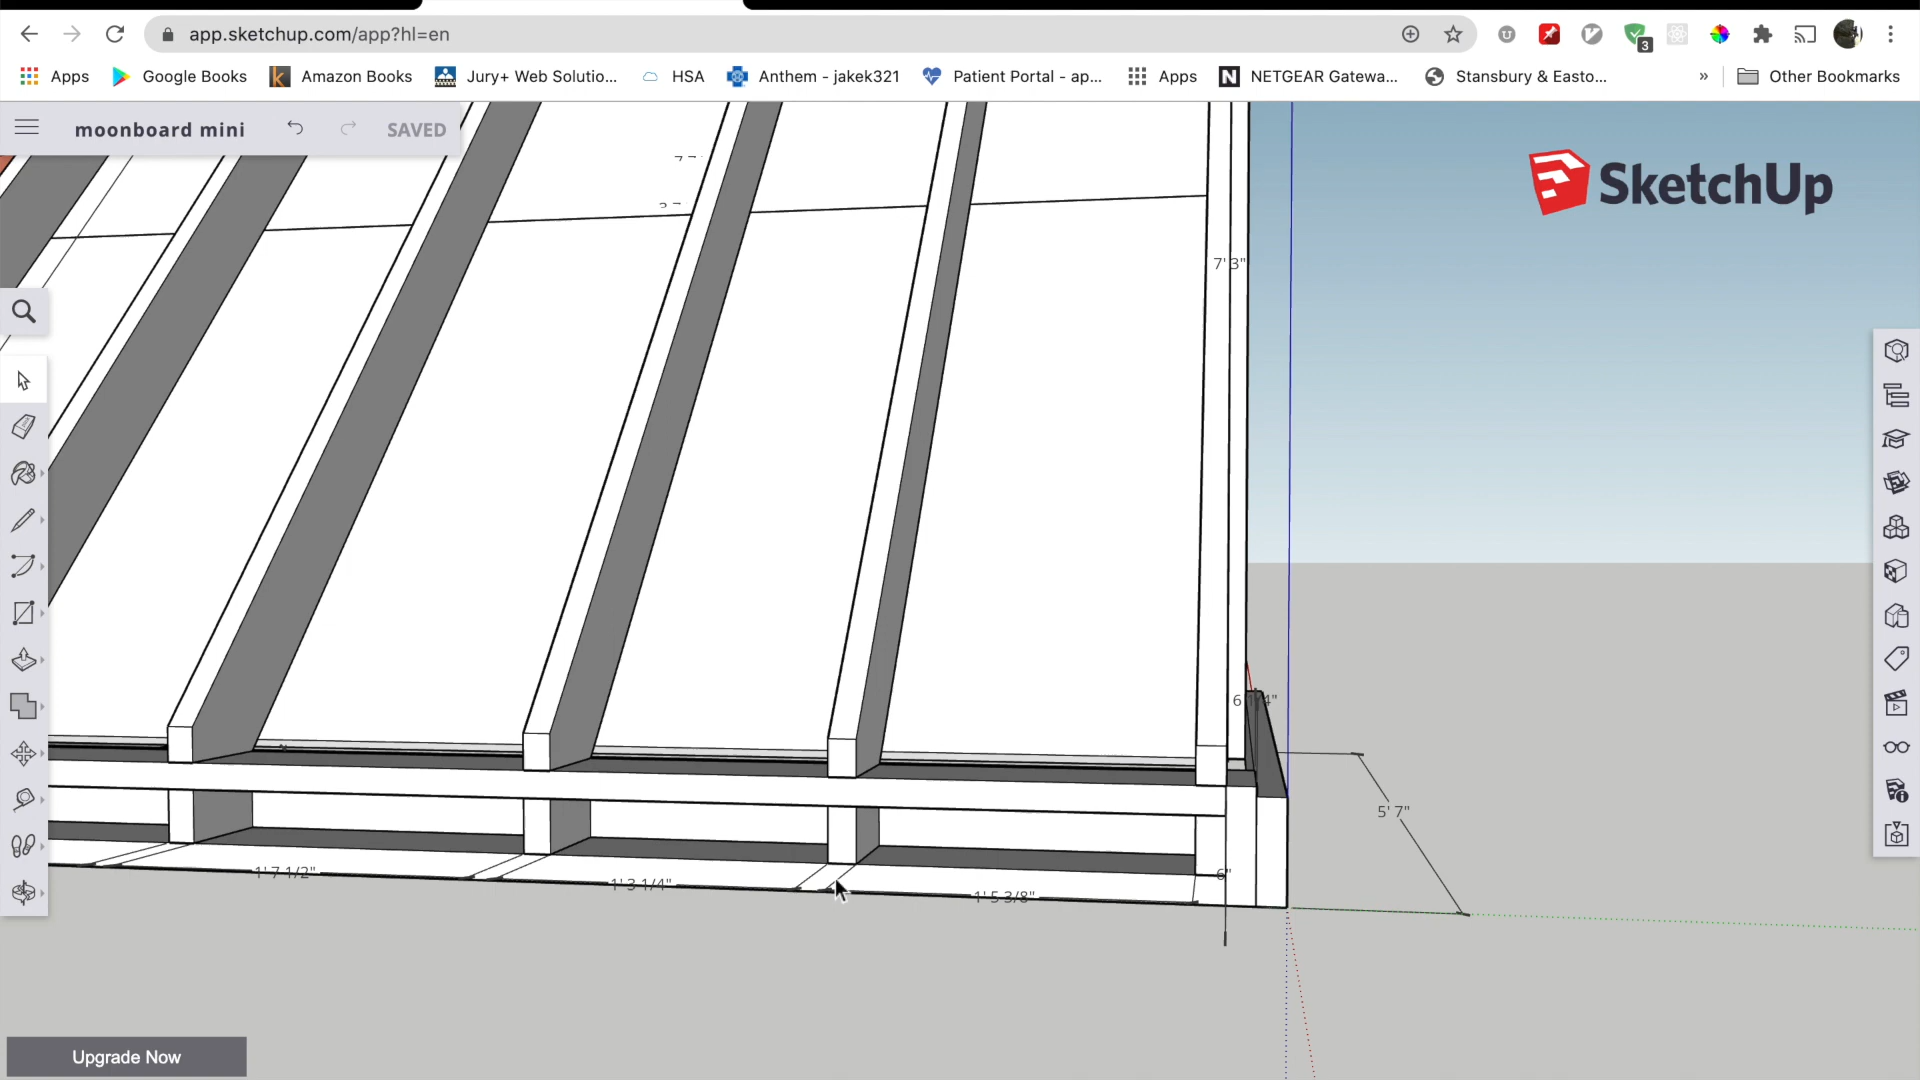 app.sketchup.com/app?hl=en
3
Apps Google Books Amazon Books Jury+ Web Solutio... HSA Anthem - jakek321 Patient Portal - ap... Apps NETGEAR Gatewa... Stansbury & Easto... » Other Bookmarks
moonboard mini SAVED
SketchUp
7' 3"
5' 7"
1' 7 1/2"
1' 3 1/4"
1' 5 3/8"
6"
Upgrade Now